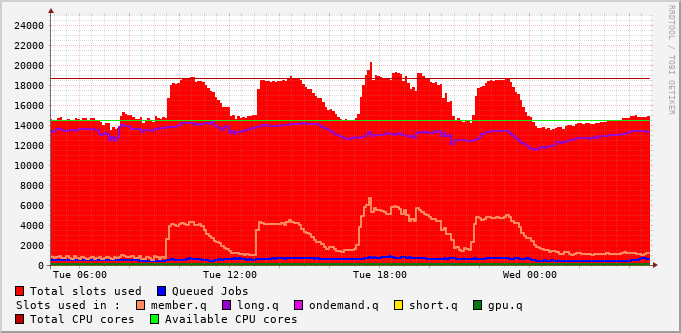 24000
22000
20000
18000
16000
14000
12000
10000
8000
6000
4000
2000
0
Tue 06:00 Tue 12:00 Tue 18:00 Wed 00:00
RRDTOOL / TOBI OETIKER
Total slots used Queued Jobs
Slots used in : member.q long.q ondemand.q short.q gpu.q
Total CPU cores Available CPU cores